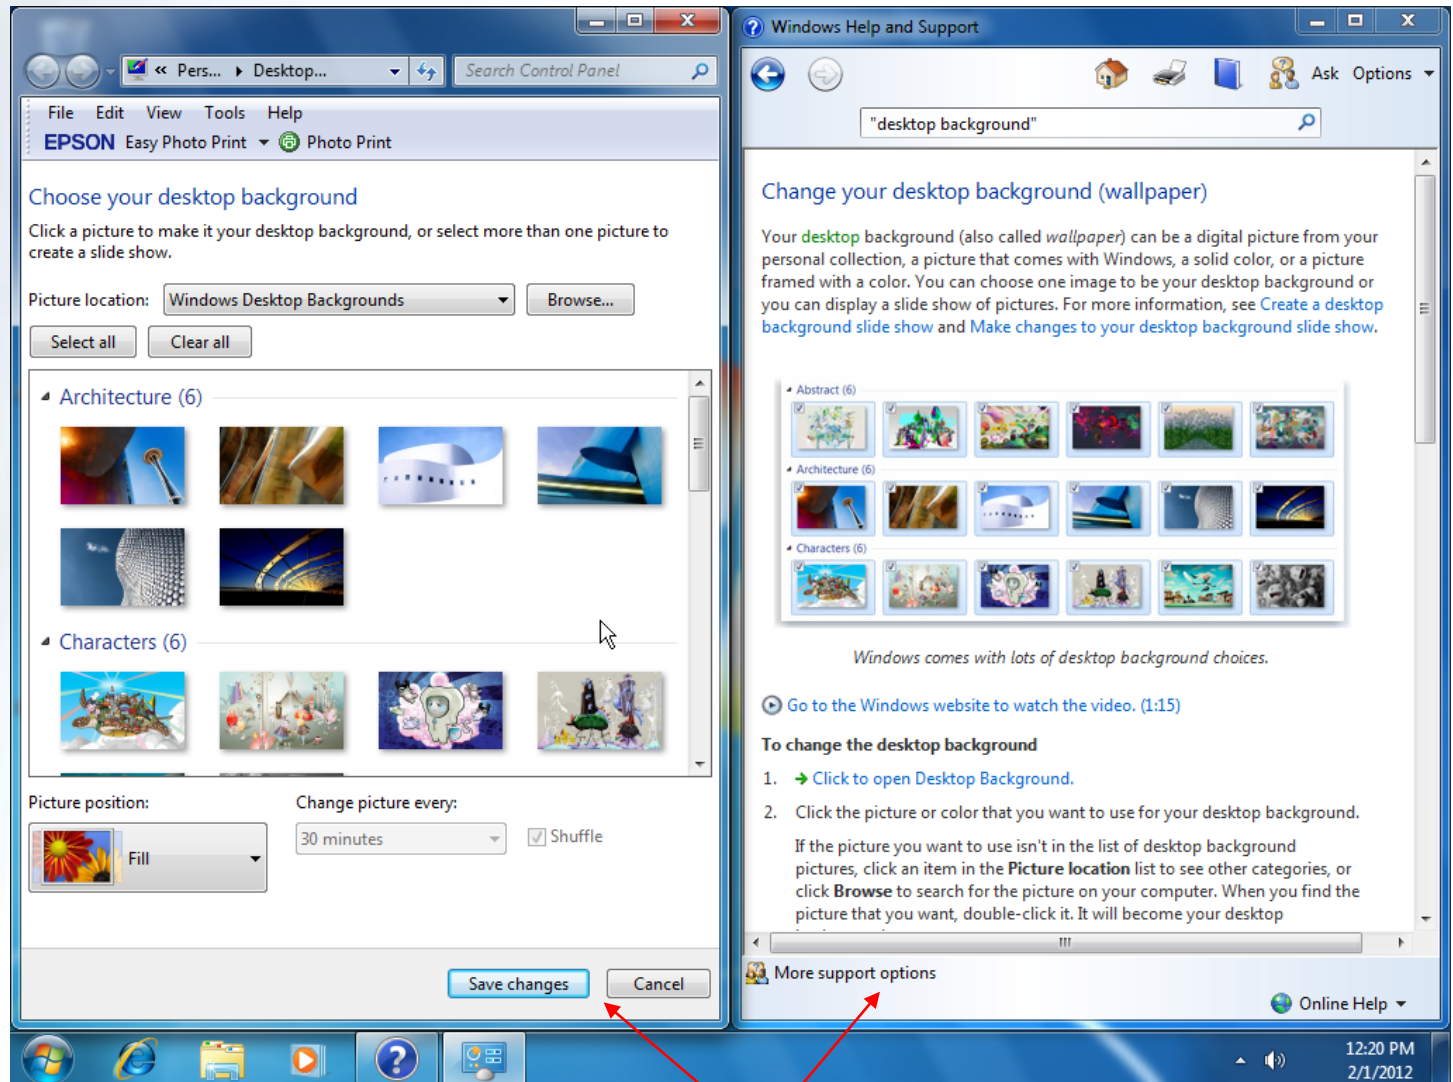 « Pers... ▸ Desktop...
Search Control Panel
File Edit View Tools Help
EPSON Easy Photo Print Photo Print
Choose your desktop background
Click a picture to make it your desktop background, or select more than one picture to
create a slide show.
Picture location: Windows Desktop Backgrounds Browse...
Select all Clear all
Architecture (6)
Characters (6)
Picture position: Change picture every:
Fill 30 minutes Shuffle
Save changes Cancel
Windows Help and Support
Ask Options
"desktop background"
Change your desktop background (wallpaper)
Your desktop background (also called wallpaper) can be a digital picture from your
personal collection, a picture that comes with Windows, a solid color, or a picture
framed with a color. You can choose one image to be your desktop background or
you can display a slide show of pictures. For more information, see Create a desktop
background slide show and Make changes to your desktop background slide show.
Abstract (6)
Architecture (6)
Characters (6)
Windows comes with lots of desktop background choices.
Go to the Windows website to watch the video. (1:15)
To change the desktop background
1. Click to open Desktop Background.
2. Click the picture or color that you want to use for your desktop background.
If the picture you want to use isn't in the list of desktop background
pictures, click an item in the Picture location list to see other categories, or
click Browse to search for the picture on your computer. When you find the
picture that you want, double-click it. It will become your desktop
More support options
Online Help
12:20 PM
2/1/2012